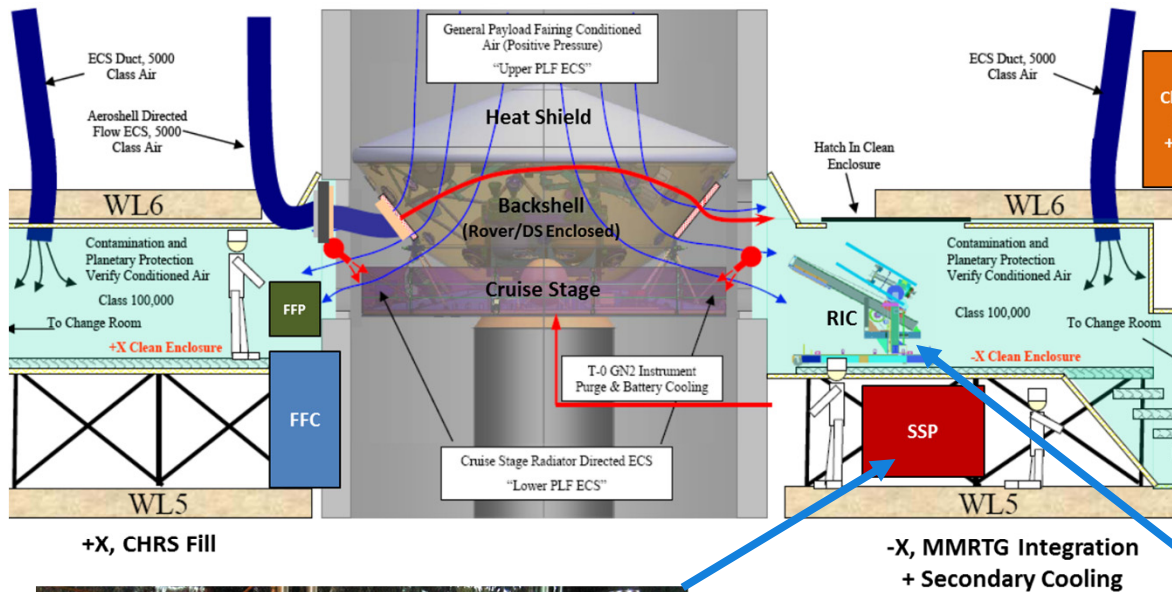 General Payload Fairing Conditioned
Air (Positive Pressure)
“Upper PLF ECS”
ECS Duct, 5000
Class Air
Aeroshell Directed
Flow ECS, 5000
Class Air
Heat Shield
ECS Duct, 5000
Class Air
Hatch In Clean
Enclosure
WL6
WL6
Backshell
(Rover/DS Enclosed)
Contamination and
Planetary Protection
Verify Conditioned Air
Class 100,000
To Change Room
+X Clean Enclosure
FFP
Cruise Stage
RIC
Contamination and
Planetary Protection
Verify Conditioned Air
Class 100,000
To Change Room
-X Clean Enclosure
T-0 GN2 Instrument
Purge & Battery Cooling
FFC
SSP
Cruise Stage Radiator Directed ECS
“Lower PLF ECS”
WL5
WL5
+X, CHRS Fill
-X, MMRTG Integration
+ Secondary Cooling